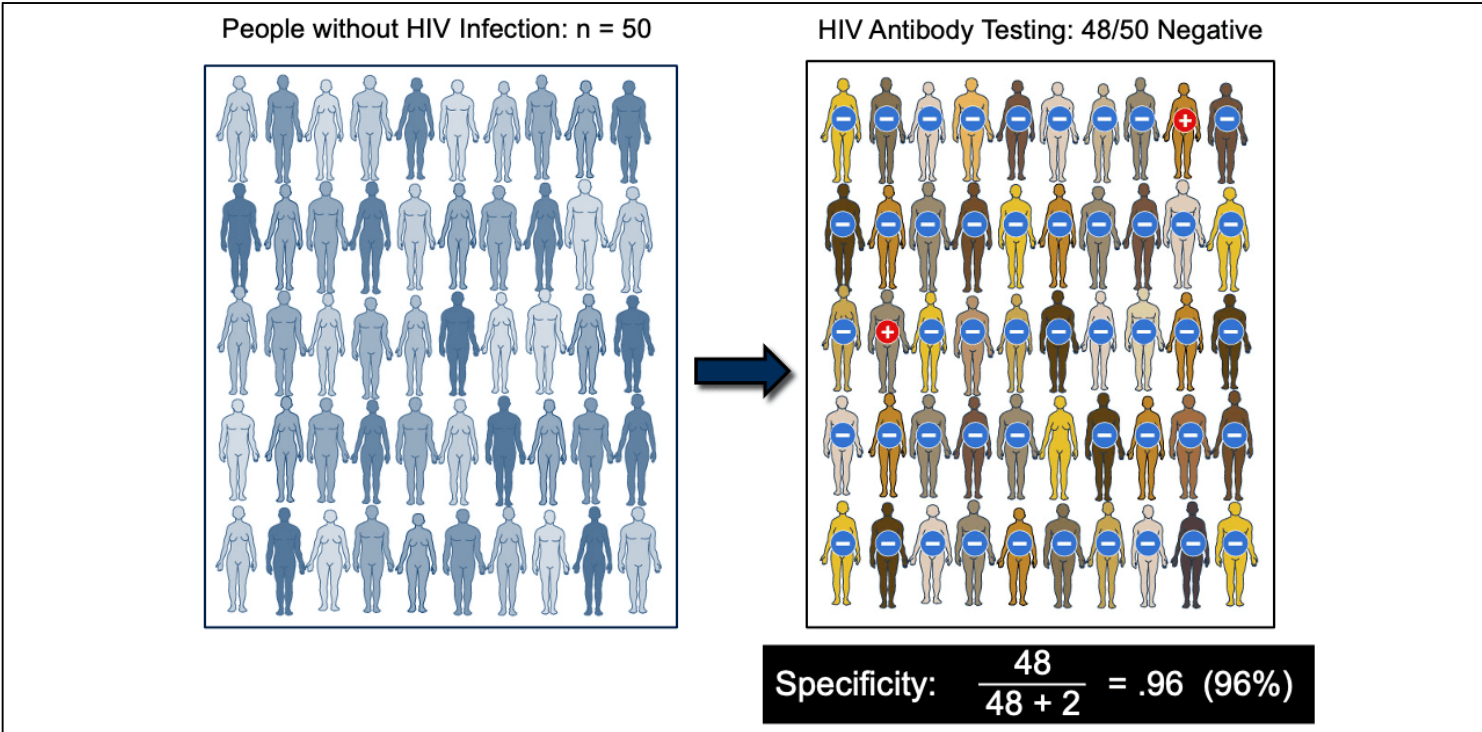 People without HIV Infection: n = 50
HIV Antibody Testing: 48/50 Negative
Specificity: 48 / 48 + 2 = .96 (96%)